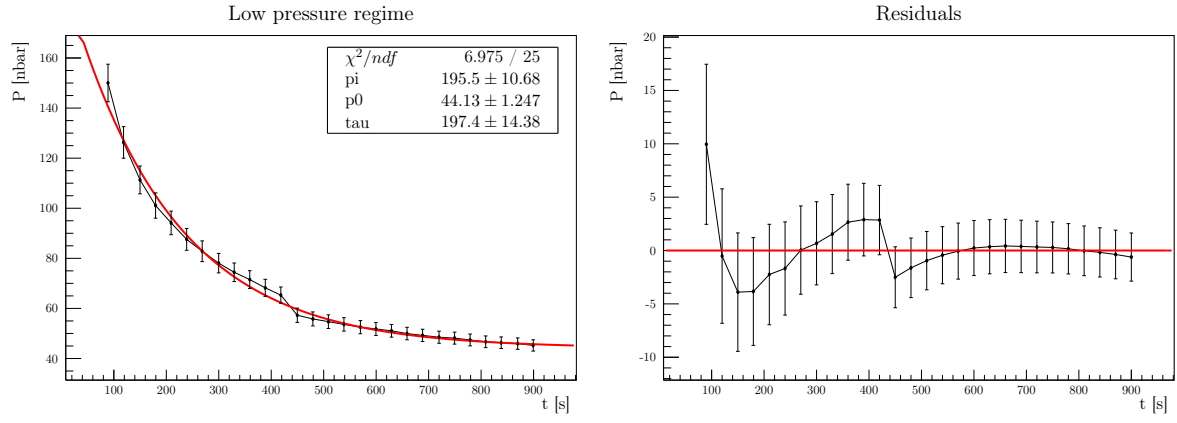 Low pressure regime
P [nbar]
160
140
120
100
80
60
40
100 200 300 400 500 600 700 800 900
t [s]
χ²/ndf 6.975 / 25
pi 195.5 ± 10.68
p0 44.13 ± 1.247
tau 197.4 ± 14.38
Residuals
P [nbar]
20
15
10
5
0
-5
-10
100 200 300 400 500 600 700 800 900
t [s]